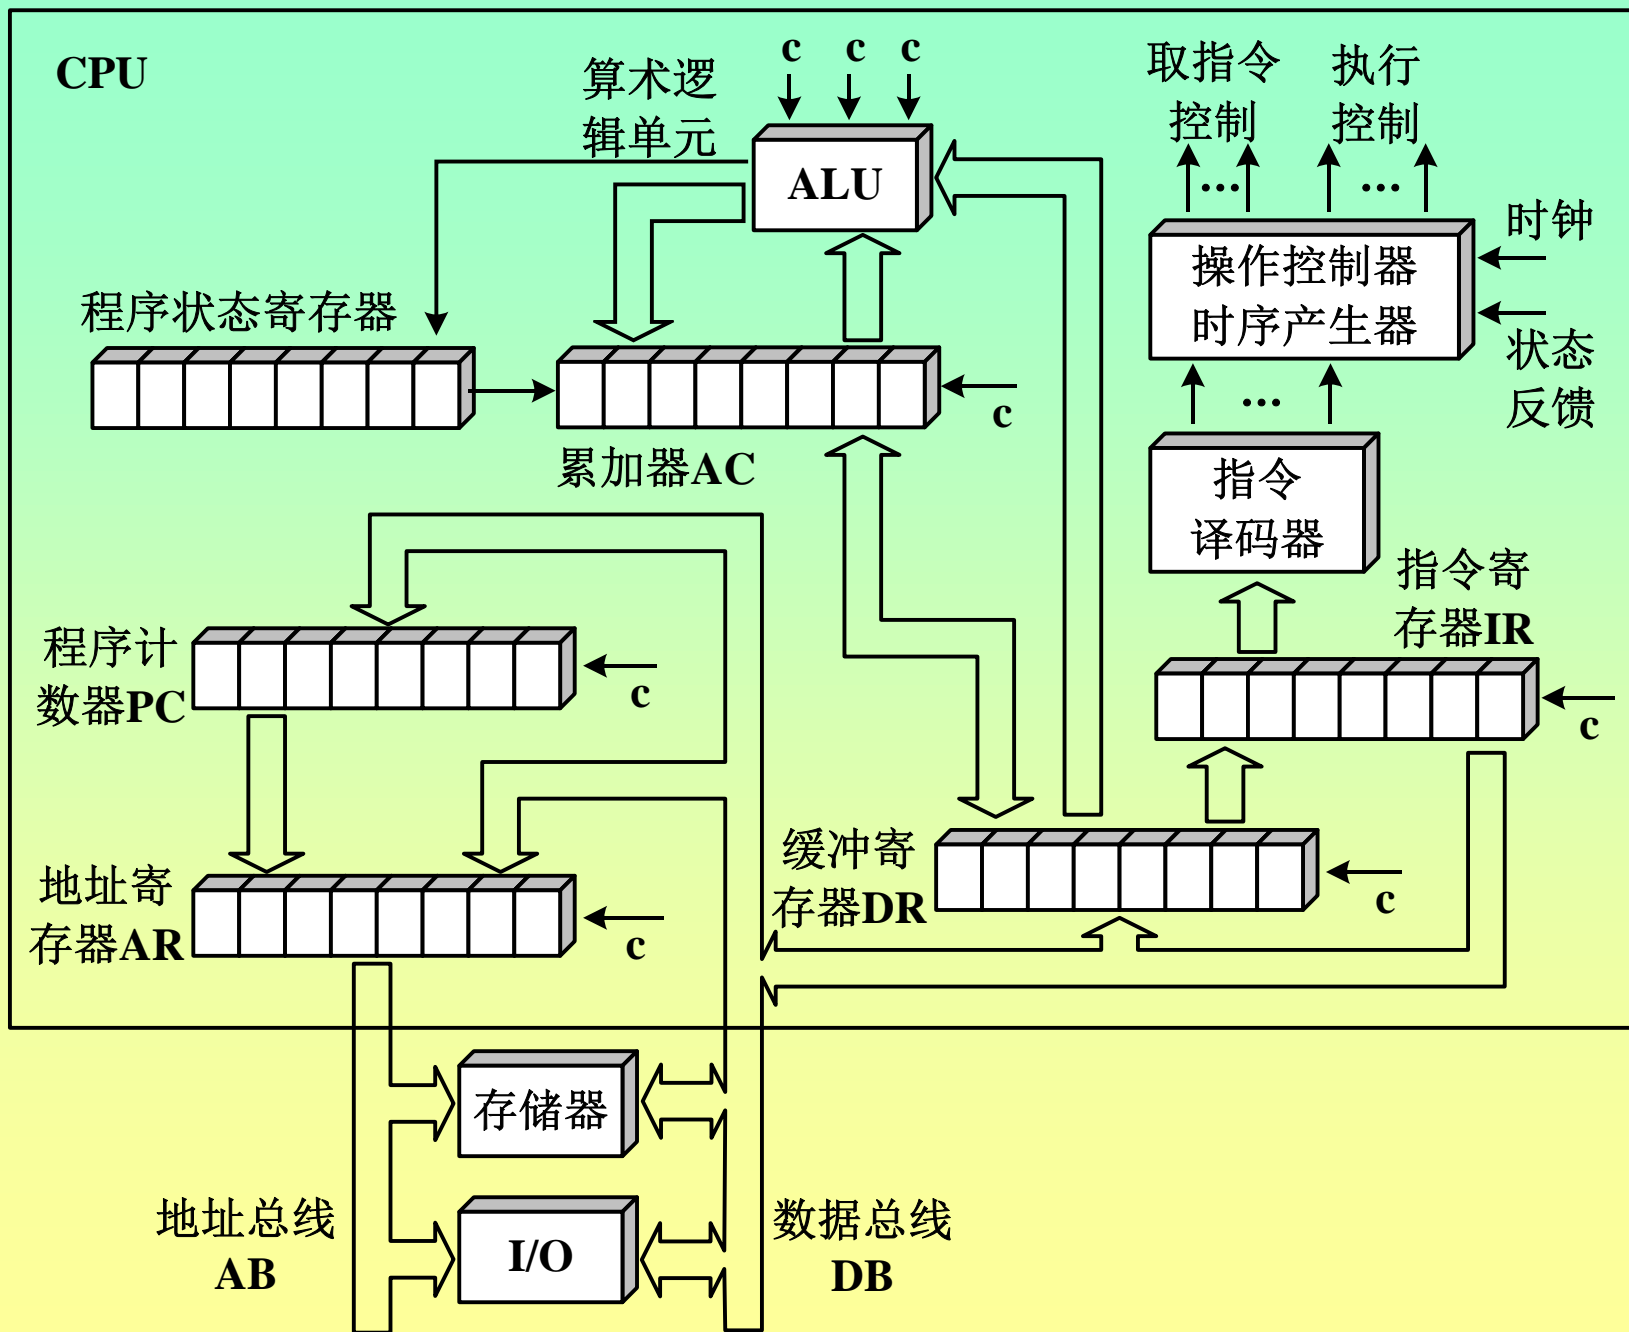 CPU
算术逻
辑单元
c c c
取指令
控制
执行
控制
ALU
... ...
时钟
操作控制器
时序产生器
状态
反馈
程序状态寄存器
...
c
累加器AC
指令
译码器
指令寄
存器IR
程序计
数器PC
c
c
缓冲寄
存器DR
c
地址寄
存器AR
c
存储器
地址总线
AB
I/O
数据总线
DB